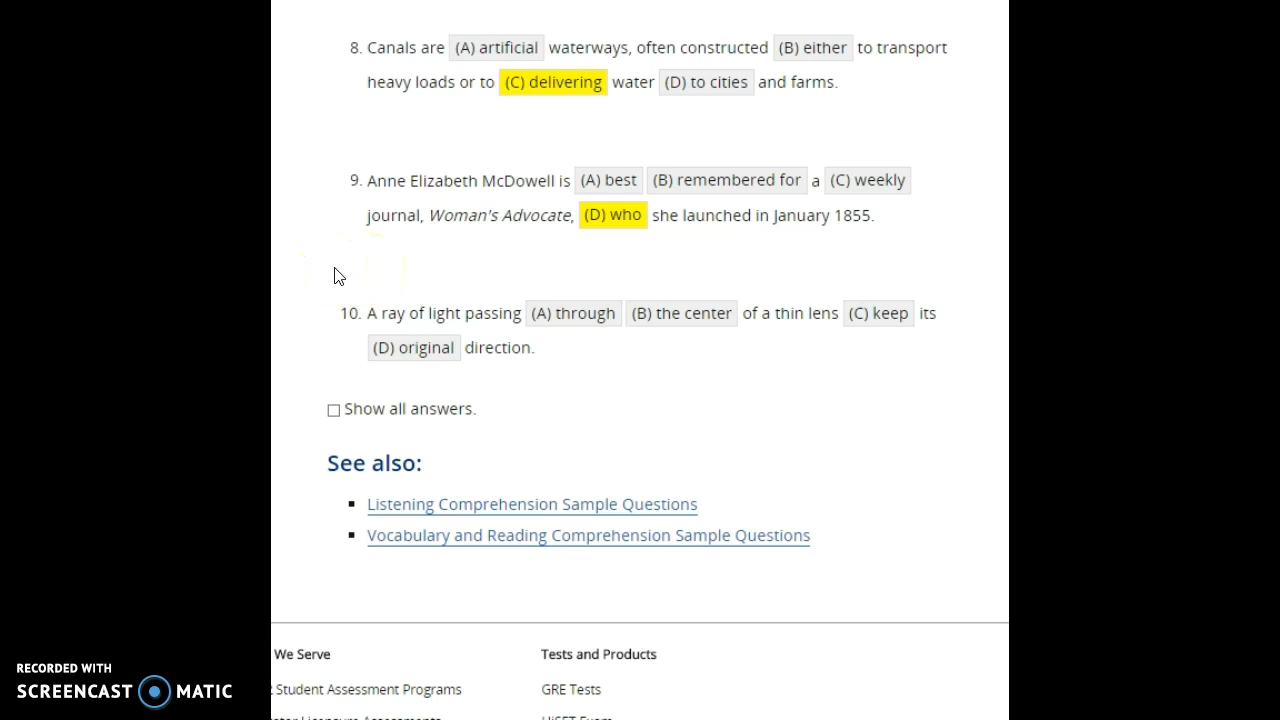 8. Canals are (A) artificial waterways, often constructed (B) either to transport
heavy loads or to (C) delivering water (D) to cities and farms.
9. Anne Elizabeth McDowell is (A) best (B) remembered for a (C) weekly
journal, Woman's Advocate, (D) who she launched in January 1855.
10. A ray of light passing (A) through (B) the center of a thin lens (C) keep its
(D) original direction.
Show all answers.
See also:
Listening Comprehension Sample Questions
Vocabulary and Reading Comprehension Sample Questions
We Serve
Tests and Products
Student Assessment Programs
GRE Tests
RECORDED WITH
SCREENCAST MATIC